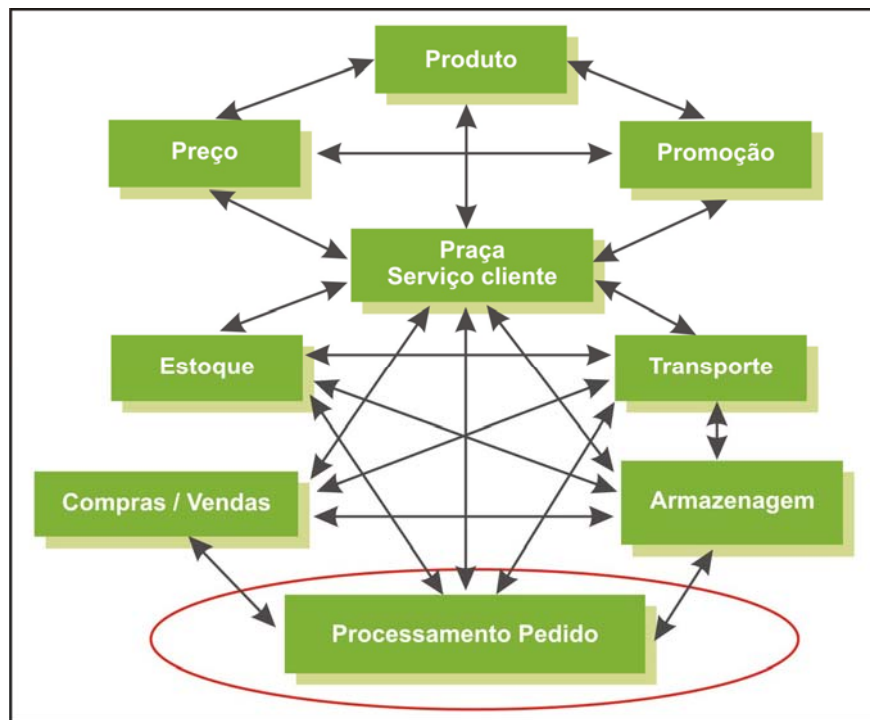 Produto
Preço
Promoção
Praça
Serviço cliente
Estoque
Transporte
Compras / Vendas
Armazenagem
Processamento Pedido